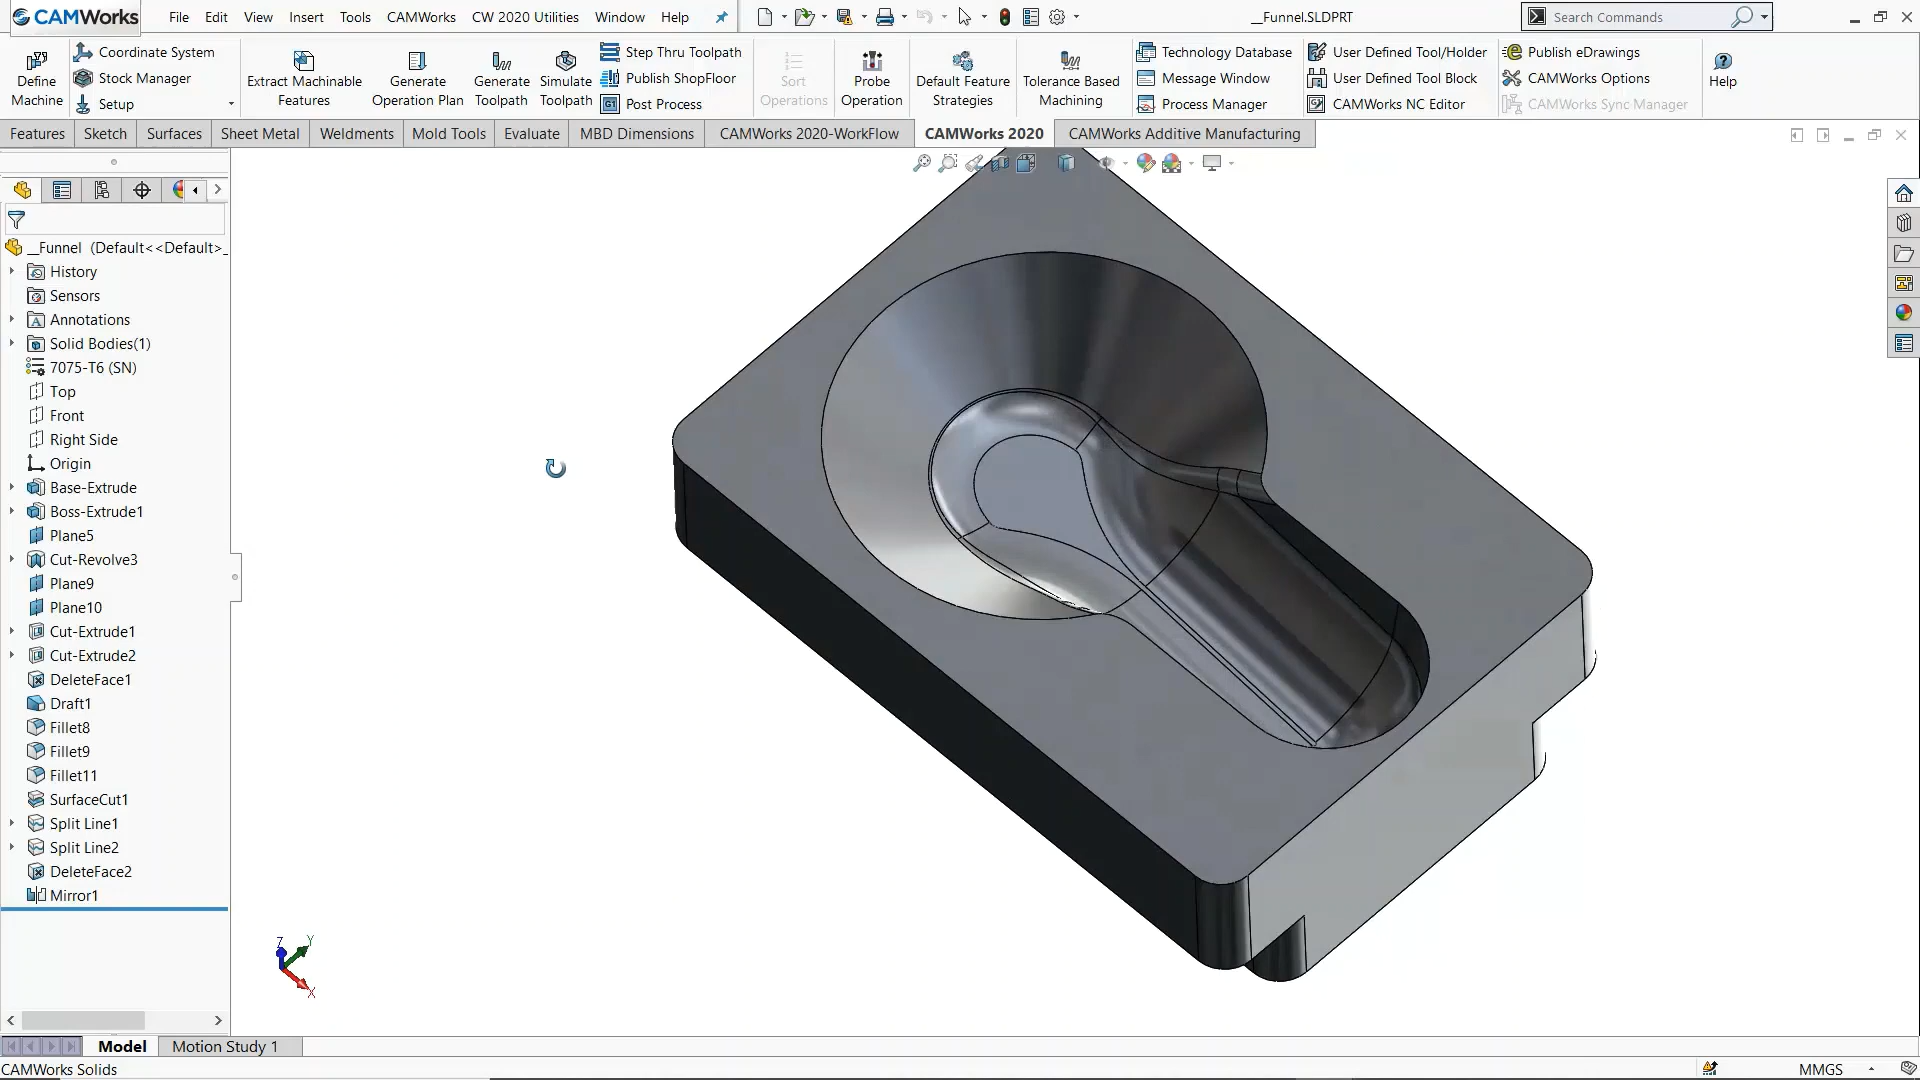 CAMWorks File Edit View Insert Tools CAMWorks CW 2020 Utilities Window Help __Funnel.SLDPRT Search Commands
Define Machine
Coordinate System
Stock Manager
Setup
Extract Machinable Features
Generate Operation Plan
Generate Toolpath
Simulate Toolpath
Step Thru Toolpath
Publish ShopFloor
G1 Post Process
Sort Operations
Probe Operation
Default Feature Strategies
Tolerance Based Machining
Technology Database
Message Window
Process Manager
User Defined Tool/Holder
User Defined Tool Block
CAMWorks NC Editor
Publish eDrawings
CAMWorks Options
CAMWorks Sync Manager
Help
Features Sketch Surfaces Sheet Metal Weldments Mold Tools Evaluate MBD Dimensions CAMWorks 2020-WorkFlow CAMWorks 2020 CAMWorks Additive Manufacturing
__Funnel (Default<<Default>_
History
Sensors
A Annotations
Solid Bodies(1)
7075-T6 (SN)
Top
Front
Right Side
Origin
Base-Extrude
Boss-Extrude1
Plane5
Cut-Revolve3
Plane9
Plane10
Cut-Extrude1
Cut-Extrude2
DeleteFace1
Draft1
Fillet8
Fillet9
Fillet11
SurfaceCut1
Split Line1
Split Line2
DeleteFace2
Mirror1
Z Y
X
Model Motion Study 1
CAMWorks Solids MMGS